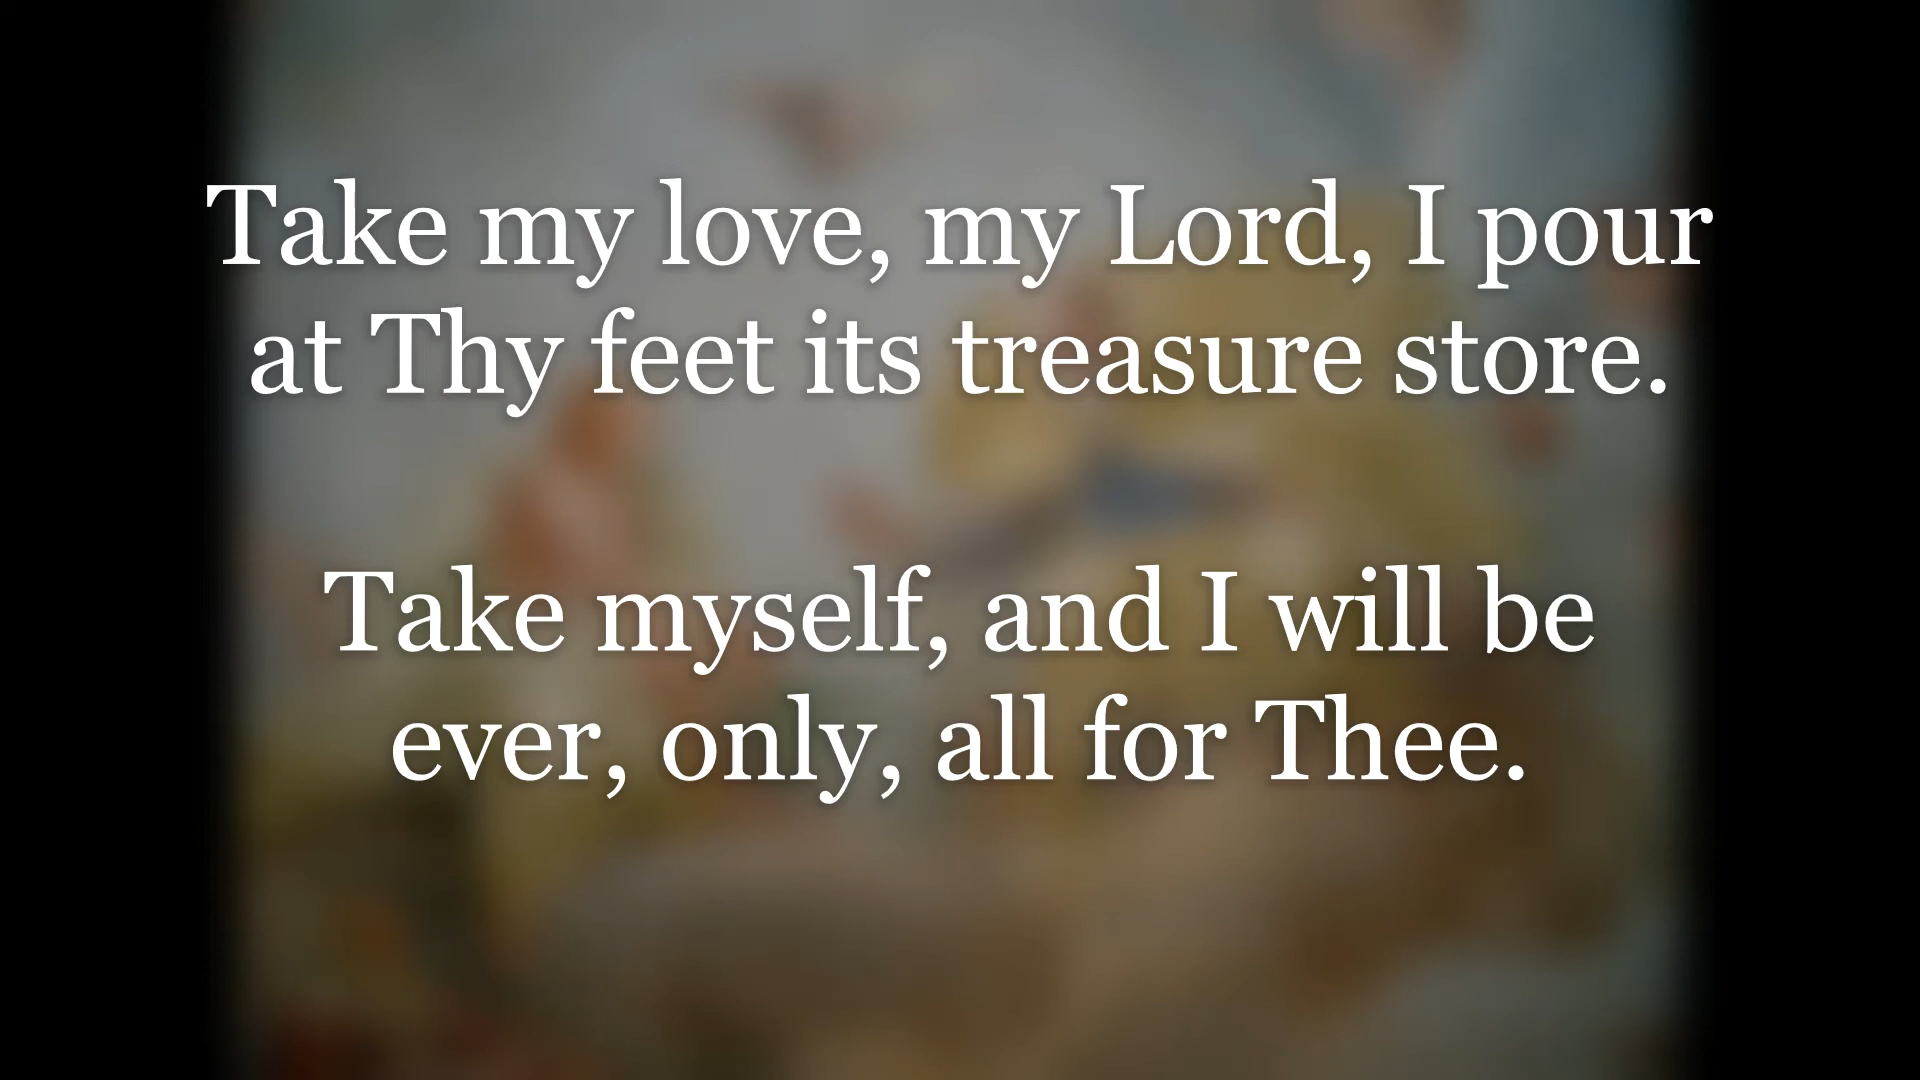 Take my love, my Lord, I pour
at Thy feet its treasure store.
Take myself, and I will be
ever, only, all for Thee.